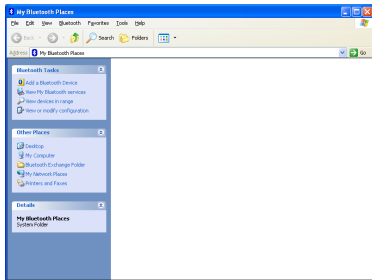 My Bluetooth Places
File Edit View Bluetooth Favorites Tools Help
Back Search Folders
Address My Bluetooth Places Go
Bluetooth Tasks
Add a Bluetooth Device
View My Bluetooth services
View devices in range
View or modify configuration
Other Places
Desktop
My Computer
Bluetooth Exchange Folder
My Network Places
Printers and Faxes
Details
My Bluetooth Places
System Folder